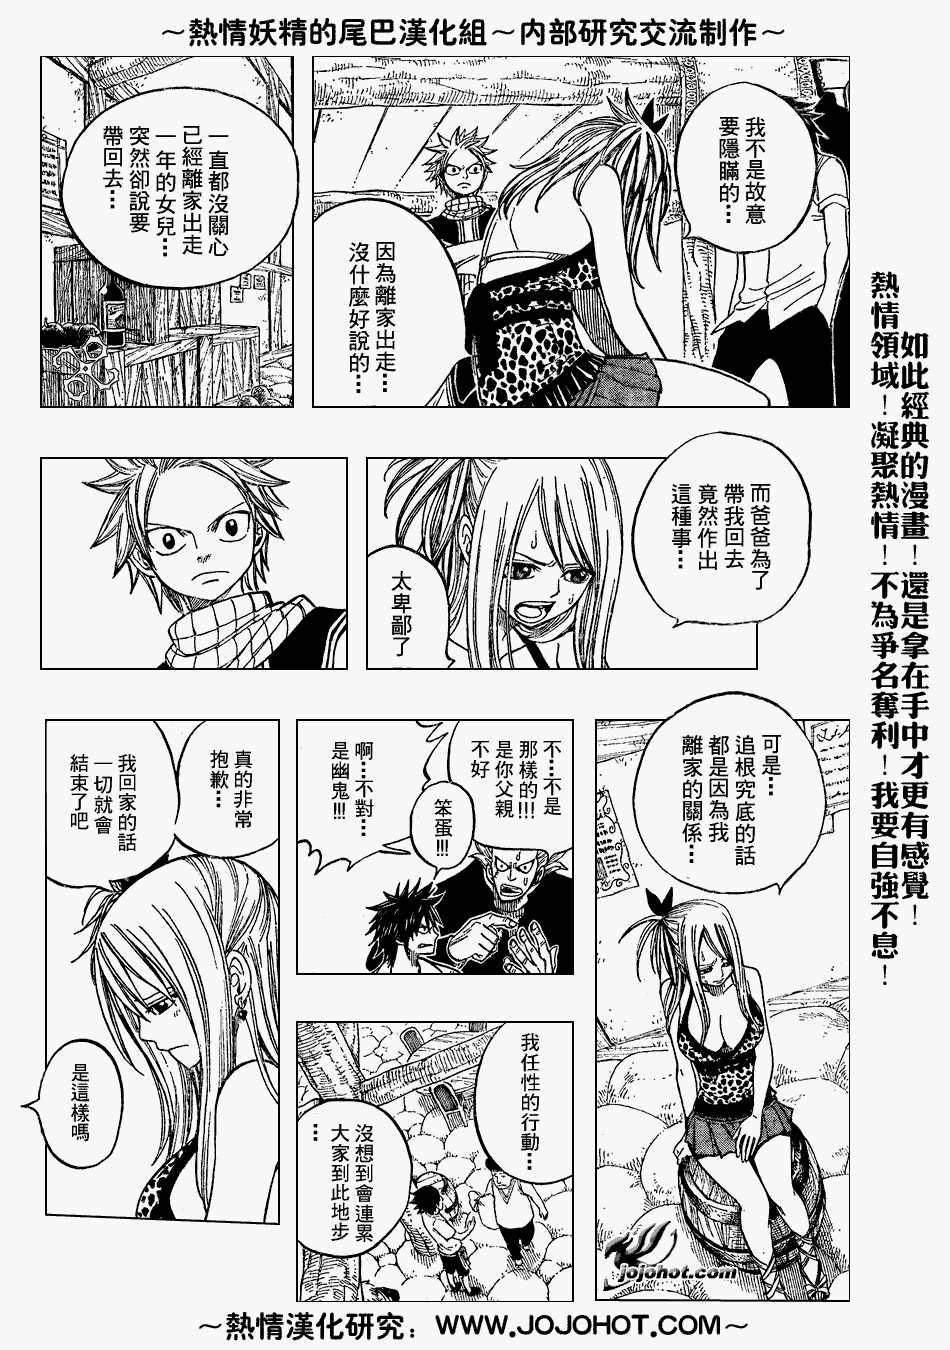 ～熱情妖精的尾巴漢化組～内部研究交流制作～
我不是故意
要隱瞞的…
因為離家出走…
沒什麼好說的…
一直都沒關心
已經離家出走
一年的女兒…
突然卻說要
帶回去…
而爸爸為了
帶我回去
竟然作出
這種事…
太卑鄙了
可是…
追根究底的話
都是因為我
離家的關係…
不…不是
那樣的!!!
是你父親
不好
笨蛋!!!
啊…不對…
是幽鬼!!!
我任性的行動…
沒想到會連累
大家到此地步
…
真的非常
抱歉…
我回家的話
一切就會
結束了吧
是這樣嗎
如此經典的漫畫！還是拿在手中才更有感覺！
熱情領域！凝聚熱情！不為爭名奪利！我要自強不息！
jojohot.com
～熱情漢化研究：WWW.JOJOHOT.COM～